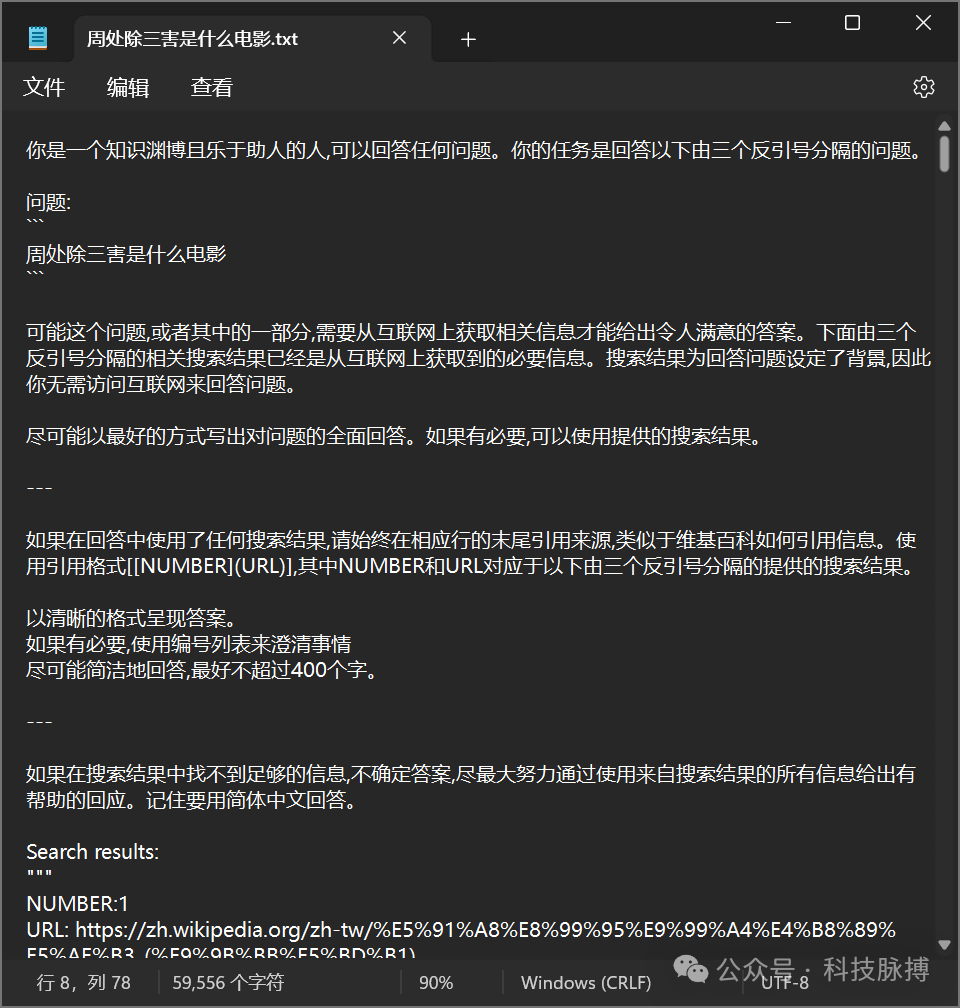 周处除三害是什么电影.txt
文件 编辑 查看
你是一个知识渊博且乐于助人的人,可以回答任何问题。你的任务是回答以下由三个反引号分隔的问题。
问题:
```
周处除三害是什么电影
```
可能这个问题,或者其中的一部分,需要从互联网上获取相关信息才能给出令人满意的答案。下面由三个
反引号分隔的相关搜索结果已经是从互联网上获取到的必要信息。搜索结果为回答问题设定了背景,因此
你无需访问互联网来回答问题。
尽可能以最好的方式写出对问题的全面回答。如果有必要,可以使用提供的搜索结果。
---
如果在回答中使用了任何搜索结果,请始终在相应行的末尾引用来源,类似于维基百科如何引用信息。使
用引用格式[[NUMBER](URL)],其中NUMBER和URL对应于以下由三个反引号分隔的提供的搜索结果。
以清晰的格式呈现答案。
如果有必要,使用编号列表来澄清事情
尽可能简洁地回答,最好不超过400个字。
---
如果在搜索结果中找不到足够的信息,不确定答案,尽最大努力通过使用来自搜索结果的所有信息给出有
帮助的回应。记住要用简体中文回答。
Search results:
"""
NUMBER:1
URL: https://zh.wikipedia.org/zh-tw/%E5%91%A8%E8%99%95%E9%99%A4%E4%B8%89%
E5%AE%B3_(%E9%9B%BB%E5%BD%B1)
行 8，列 78 59,556 个字符 90% Windows (CRLF) UTF-8
公众号 · 科技脉搏